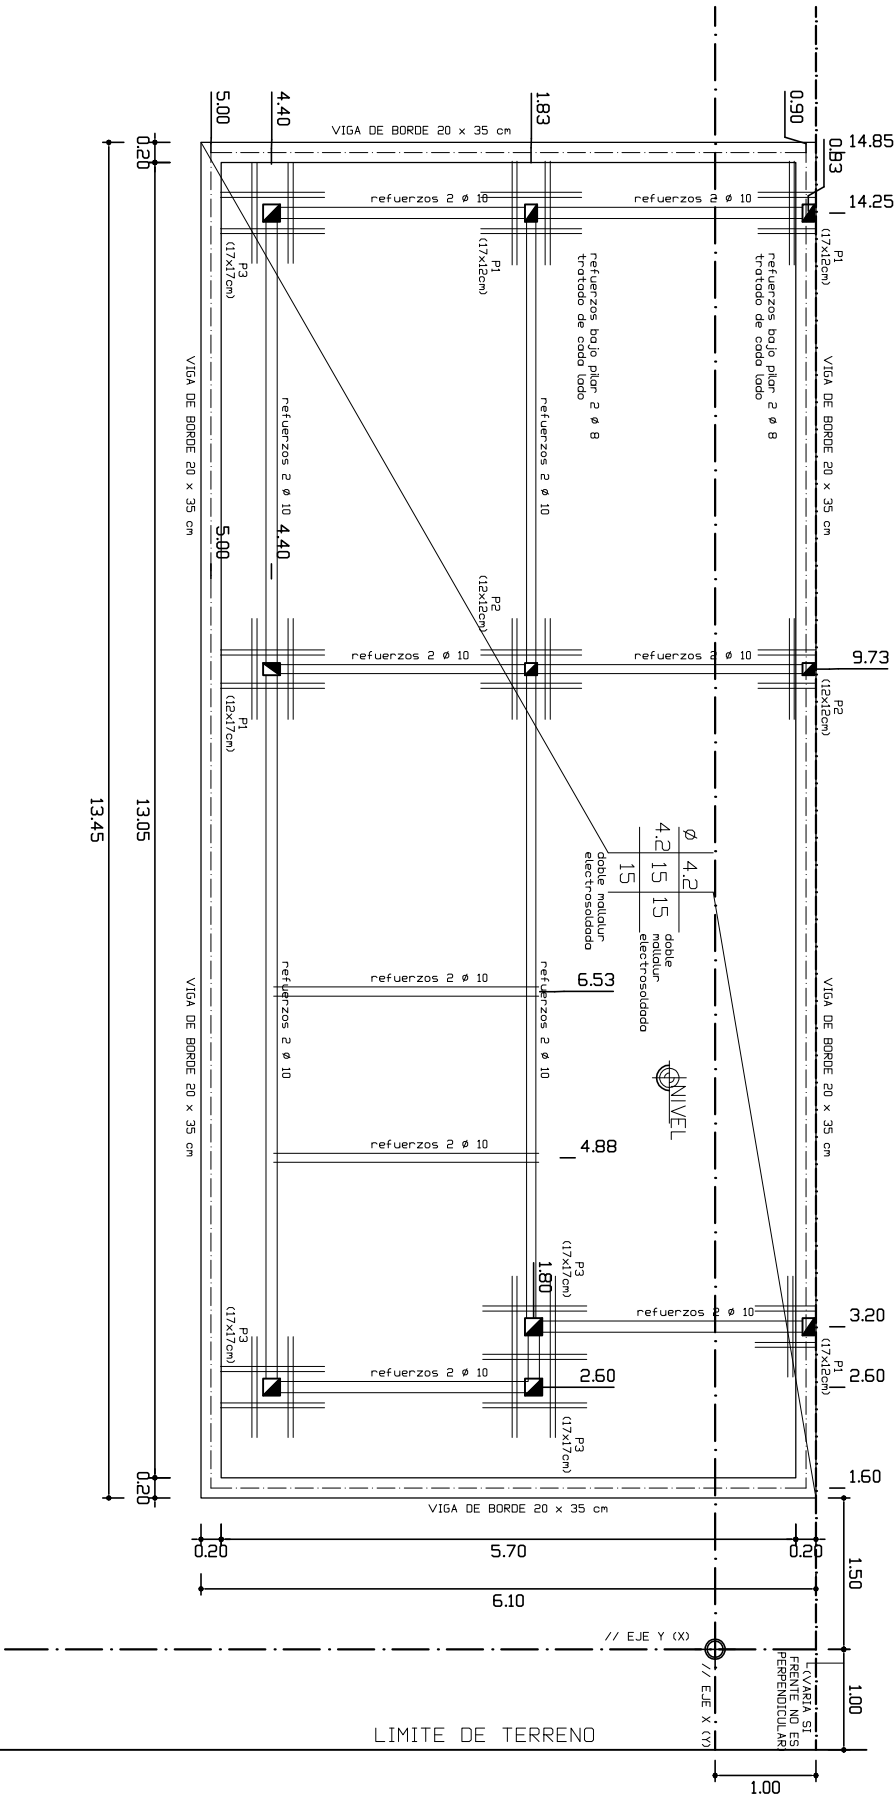 VIGA DE BORDE 20 x 35 cm
5.00
4.40
1.83
0.90
0.93
14.85
14.25
0.20
refuerzos 2 ø 10
refuerzos 2 ø 10
P3
(17x17cm)
P1
(17x12cm)
P1
(17x12cm)
refuerzos bajo pilar 2 ø 8
tratado de cada lado
refuerzos bajo pilar 2 ø 8
tratado de cada lado
VIGA DE BORDE 20 x 35 cm
VIGA DE BORDE 20 x 35 cm
refuerzos 2 ø 10
refuerzos 2 ø 10
5.00
4.40
P2
(12x12cm)
refuerzos 2 ø 10
refuerzos 2 ø 10
9.73
P1
(12x17cm)
P2
(12x12cm)
13.45
13.05
ø 4.2 15
4.2 15
15
doble
mallalur
electrosoldada
doble mallalur
electrosoldada
refuerzos 2 ø 10
refuerzos 2 ø 10
refuerzos 2 ø 10
6.53
VIGA DE BORDE 20 x 35 cm
VIGA DE BORDE 20 x 35 cm
NIVEL
refuerzos 2 ø 10
4.88
P3
(17x17cm)
1.80
refuerzos 2 ø 10
3.20
P3
(17x17cm)
P1
(17x12cm)
refuerzos 2 ø 10
2.60
2.60
P3
(17x17cm)
0.20
1.60
VIGA DE BORDE 20 x 35 cm
0.20
5.70
0.20
1.50
6.10
// EJE Y (X)
// EJE X (Y)
(VARIA SI
FRENTE NO ES
PERPENDICULAR)
1.00
LIMITE DE TERRENO
1.00